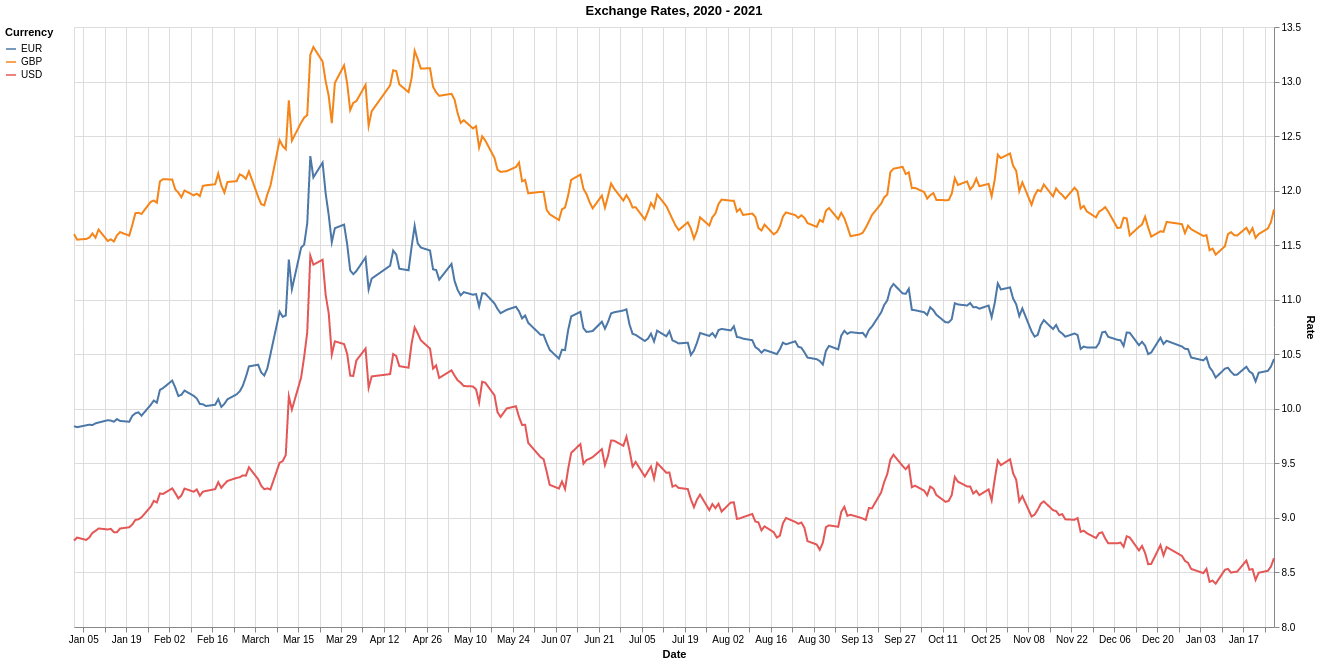 Exchange Rates, 2020 - 2021
Currency
EUR
GBP
USD
13.5
13.0
12.5
12.0
11.5
11.0
10.5
10.0
9.5
9.0
8.5
8.0
Rate
Jan 05 Jan 19 Feb 02 Feb 16 March Mar 15 Mar 29 Apr 12 Apr 26 May 10 May 24 Jun 07 Jun 21 Jul 05 Jul 19 Aug 02 Aug 16 Aug 30 Sep 13 Sep 27 Oct 11 Oct 25 Nov 08 Nov 22 Dec 06 Dec 20 Jan 03 Jan 17
Date